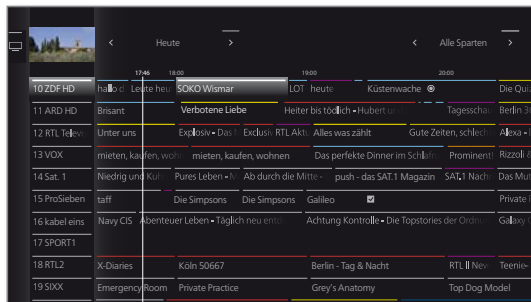 < Heute > < Alle Sparten >
17:46 18:00 19:00 20:00
10 ZDF HD hallo d Leute heu SOKO Wismar LOT heute Küstenwache Die Quiz
11 ARD HD Brisant Verbotene Liebe Heiter bis tödlich - Hubert un Tagesschau Berlin
12 RTL Telev Unter uns Explosiv - Das Exclusiv RTL Aktu Alles was zählt Gute Zeiten, schlech Alexa -
13 VOX mieten, kaufen, wohn mieten, kaufen, wohnen Das perfekte Dinner im Schlafr Prominent! Rizzoli
14 Sat. 1 Niedrig und Kuh Pures Leben - Ab durch die Mitte - push - das SAT.1 Magazin SAT.1 Nach Das Mut
15 ProSieben taff Die Simpsons Die Simpsons Galileo Private
16 kabel eins Navy CIS Abenteuer Leben - Täglich neu entd Achtung Kontrolle - Die Topstories der Ordnu Galaxy
17 SPORT1
18 RTL2 X-Diaries Köln 50667 Berlin - Tag & Nacht RTL II New Teenie-
19 SIXX Emergency Room Private Practice Grey's Anatomy Top Dog Model